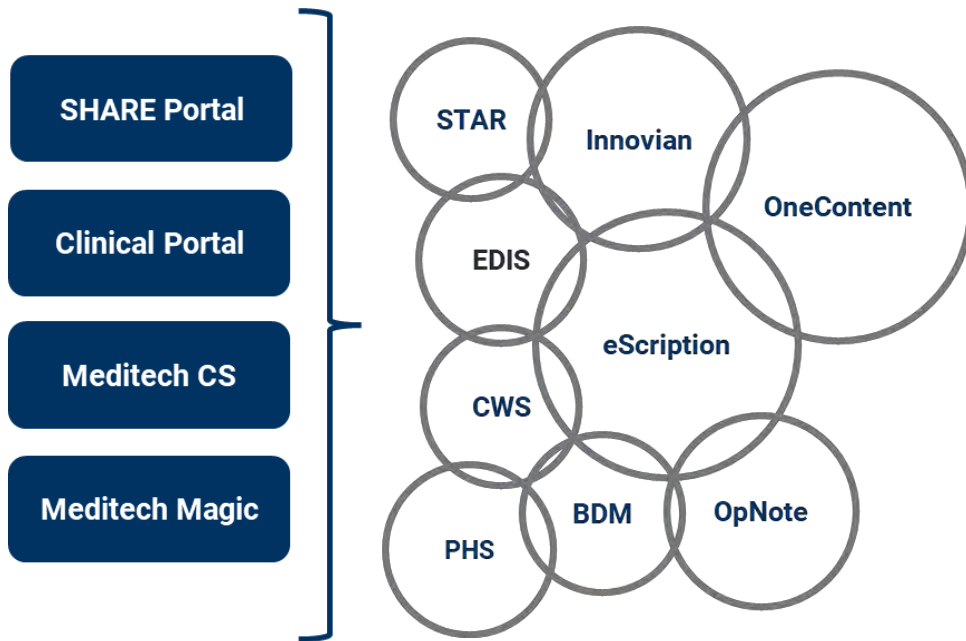 SHARE Portal
Clinical Portal
Meditech CS
Meditech Magic
STAR
Innovian
OneContent
EDIS
eScription
CWS
BDM
OpNote
PHS